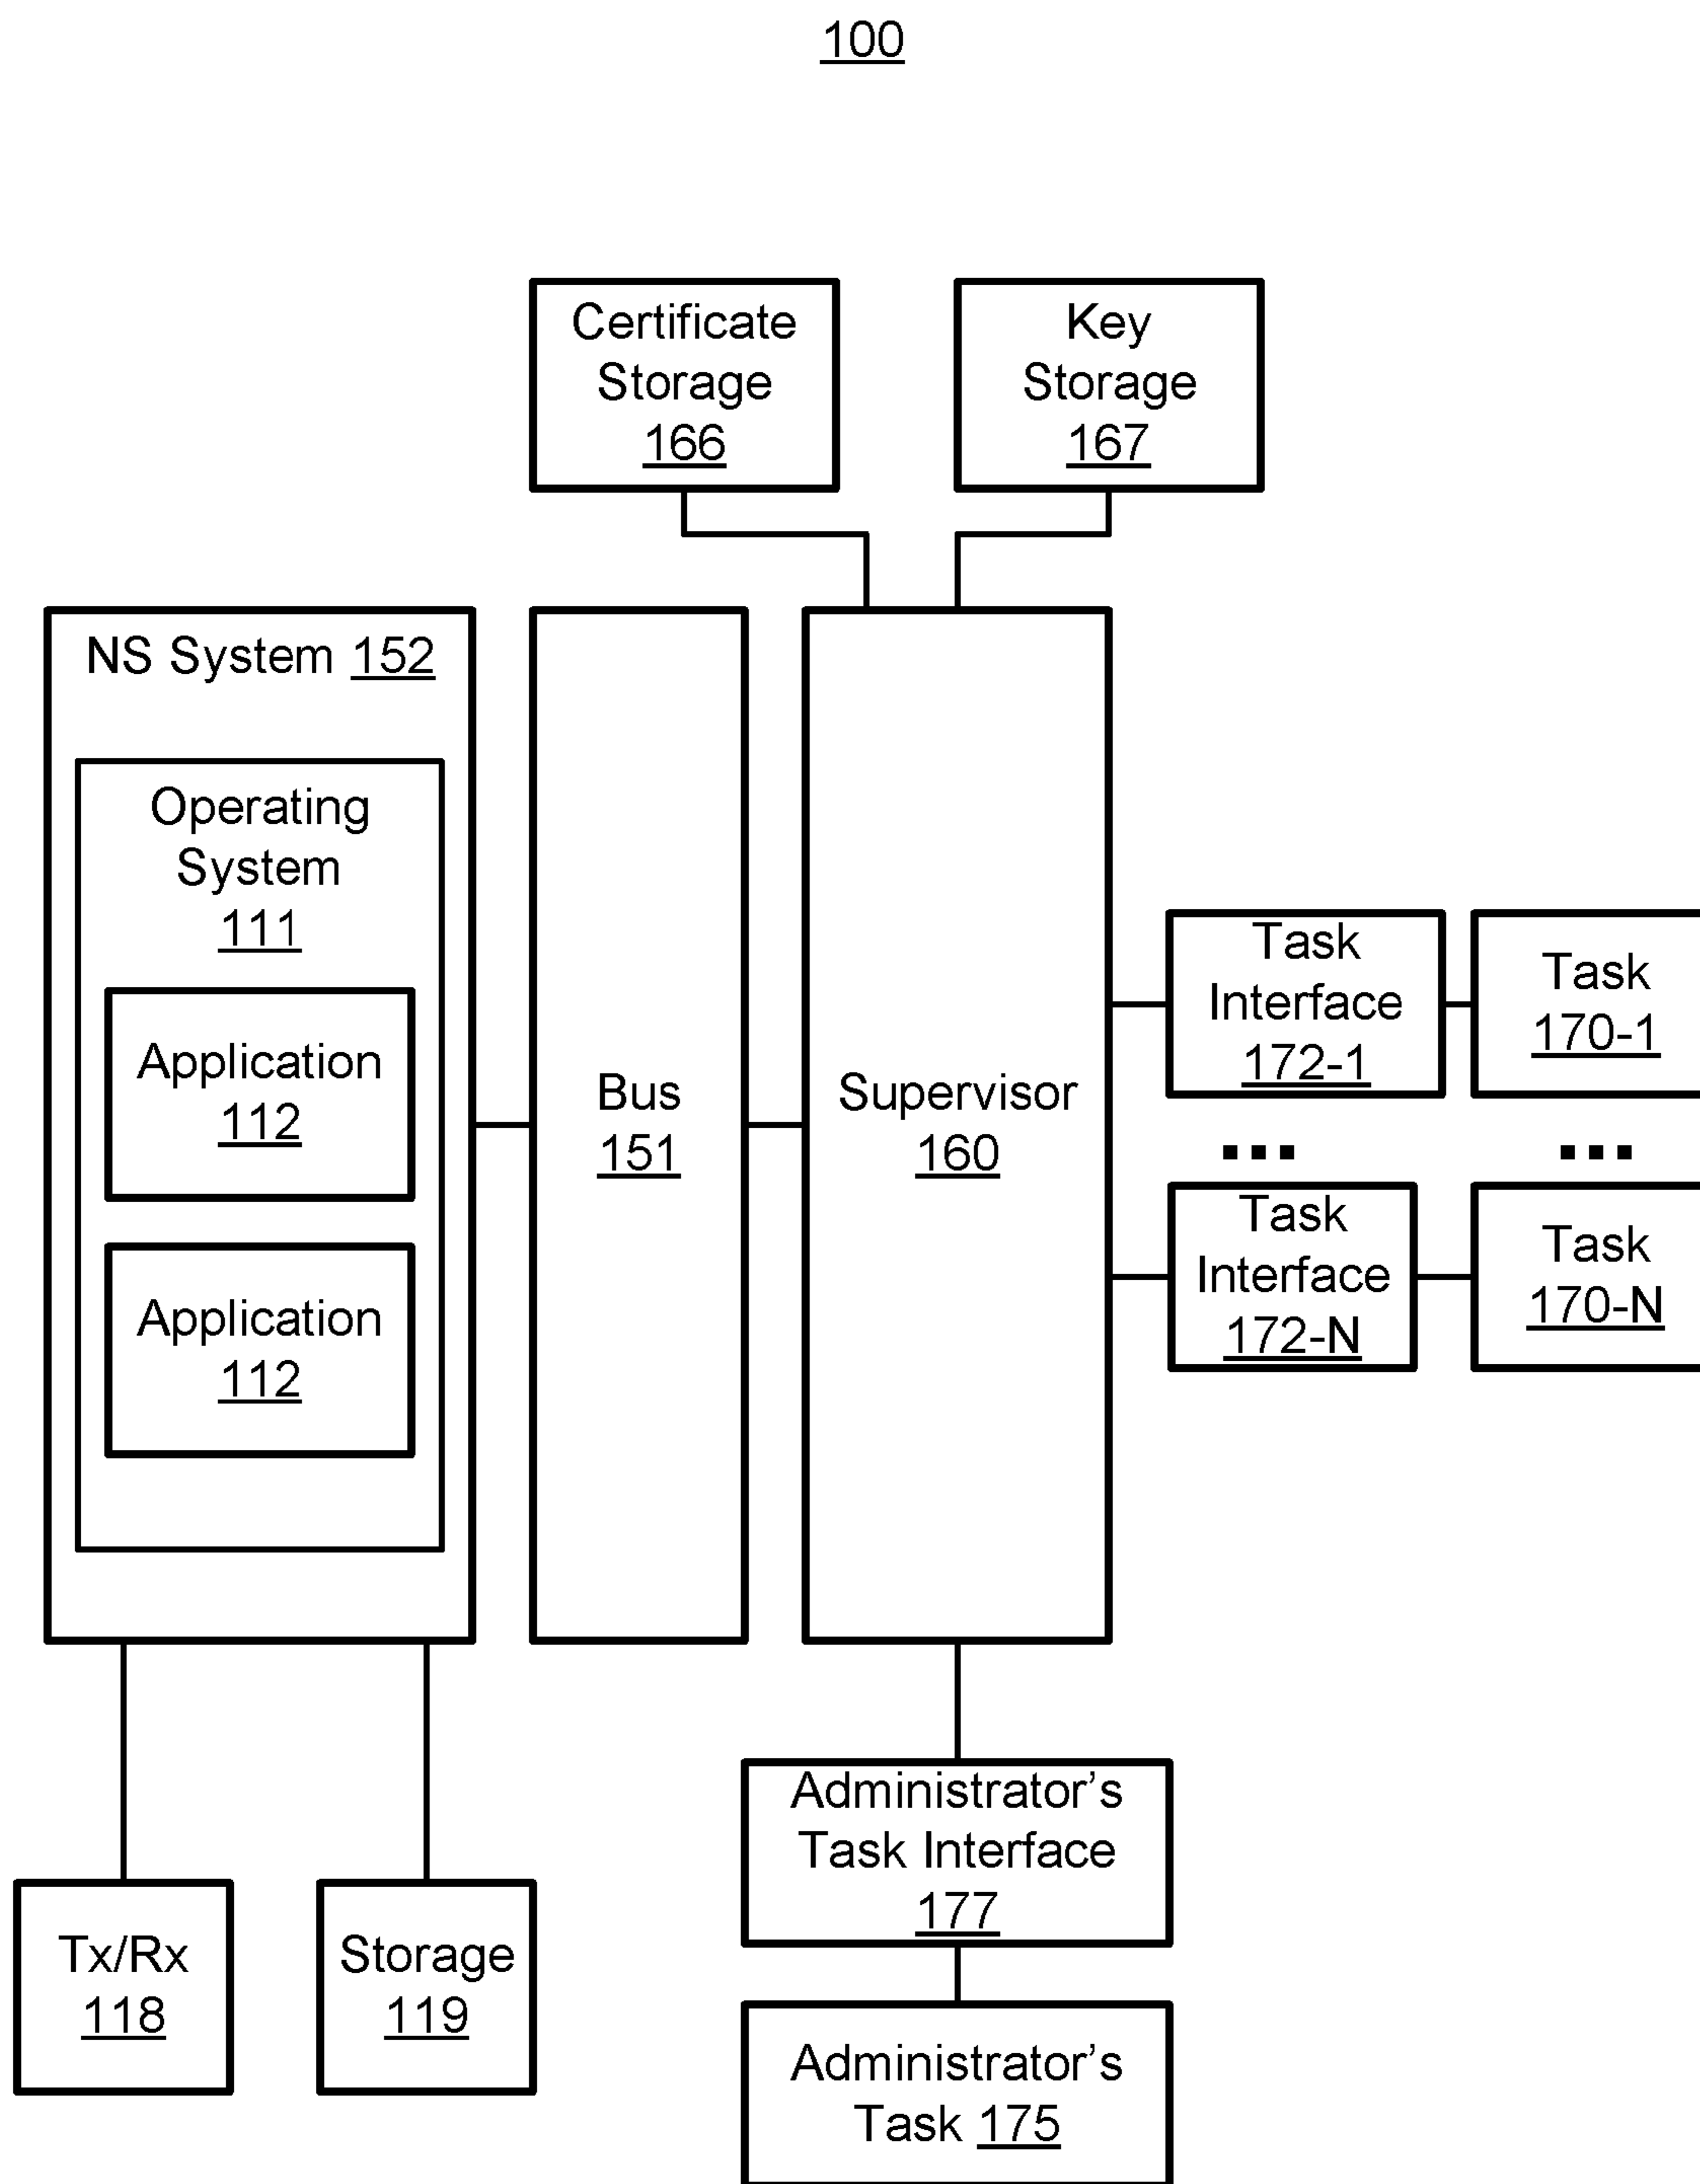 100
Certificate
Storage
166
Key
Storage
167
NS System 152
Operating
System
111
Application
112
Application
112
Bus
151
Supervisor
160
Task
Interface
172-1
Task
170-1
...
...
Task
Interface
172-N
Task
170-N
Administrator’s
Task Interface
177
Administrator’s
Task 175
Tx/Rx
118
Storage
119